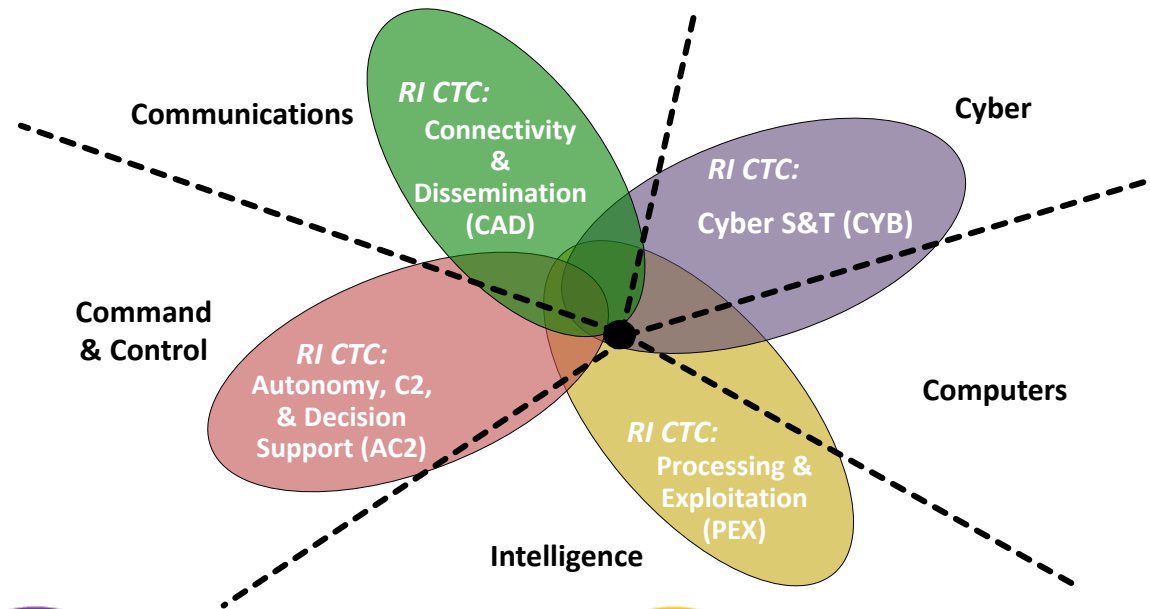 Communications
RI CTC:
Connectivity
&
Dissemination
(CAD)
Cyber
RI CTC:
Cyber S&T (CYB)
Command
& Control
RI CTC:
Autonomy, C2,
& Decision
Support (AC2)
Computers
RI CTC:
Processing &
Exploitation
(PEX)
Intelligence